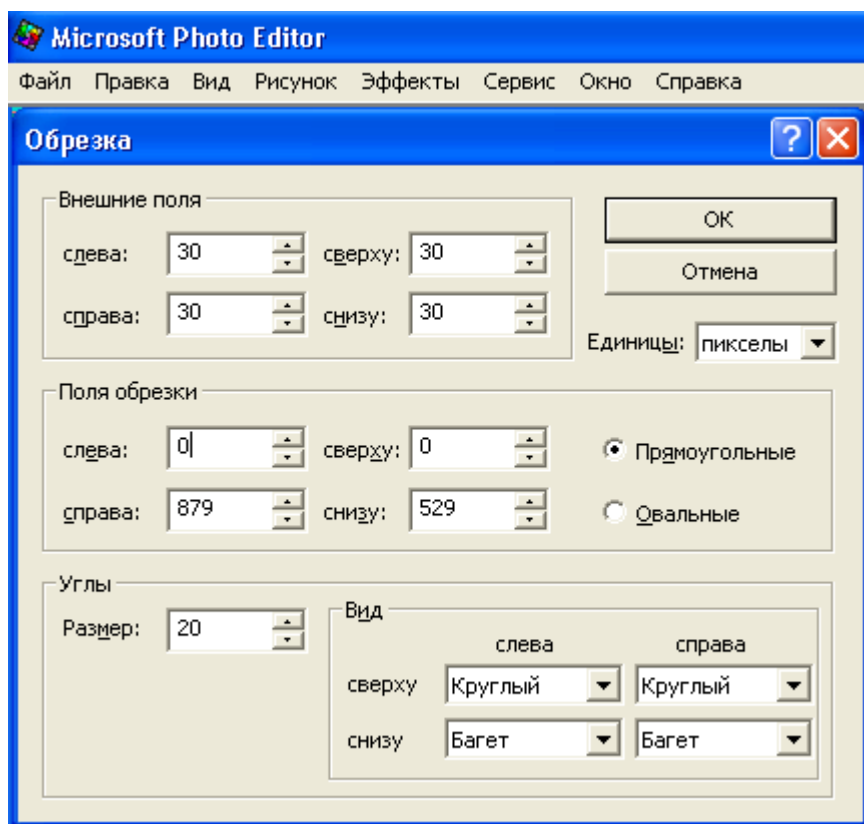 Microsoft Photo Editor
Файл Правка Вид Рисунок Эффекты Сервис Окно Справка
Обрезка
Внешние поля
слева: 30 сверху: 30
справа: 30 снизу: 30
ОК
Отмена
Единицы: пикселы
Поля обрезки
слева: 0 сверху: 0
справа: 879 снизу: 529
Прямоугольные
Овальные
Углы
Размер: 20
Вид
слева справа
сверху Круглый Круглый
снизу Багет Багет